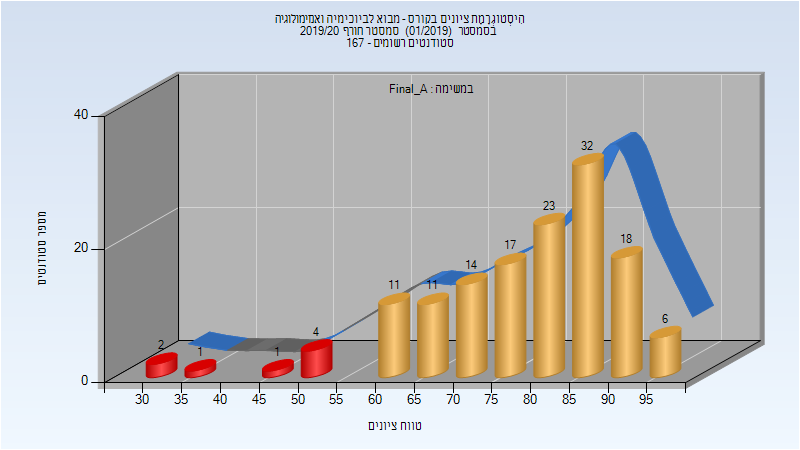 היסטוגרמת ציונים בקורס - מבוא לביוכימיה ואנזימולוגיה
בסמסטר (01/2019) סמסטר חורף 2019/20
סטודנטים רשומים - 167
במשימה : Final_A
מספר סטודנטים
40
20
0
2
1
1
4
11
11
14
17
23
32
18
6
30 35 45 50 55 60 65 70 75 80 85 90 95
טווח ציונים